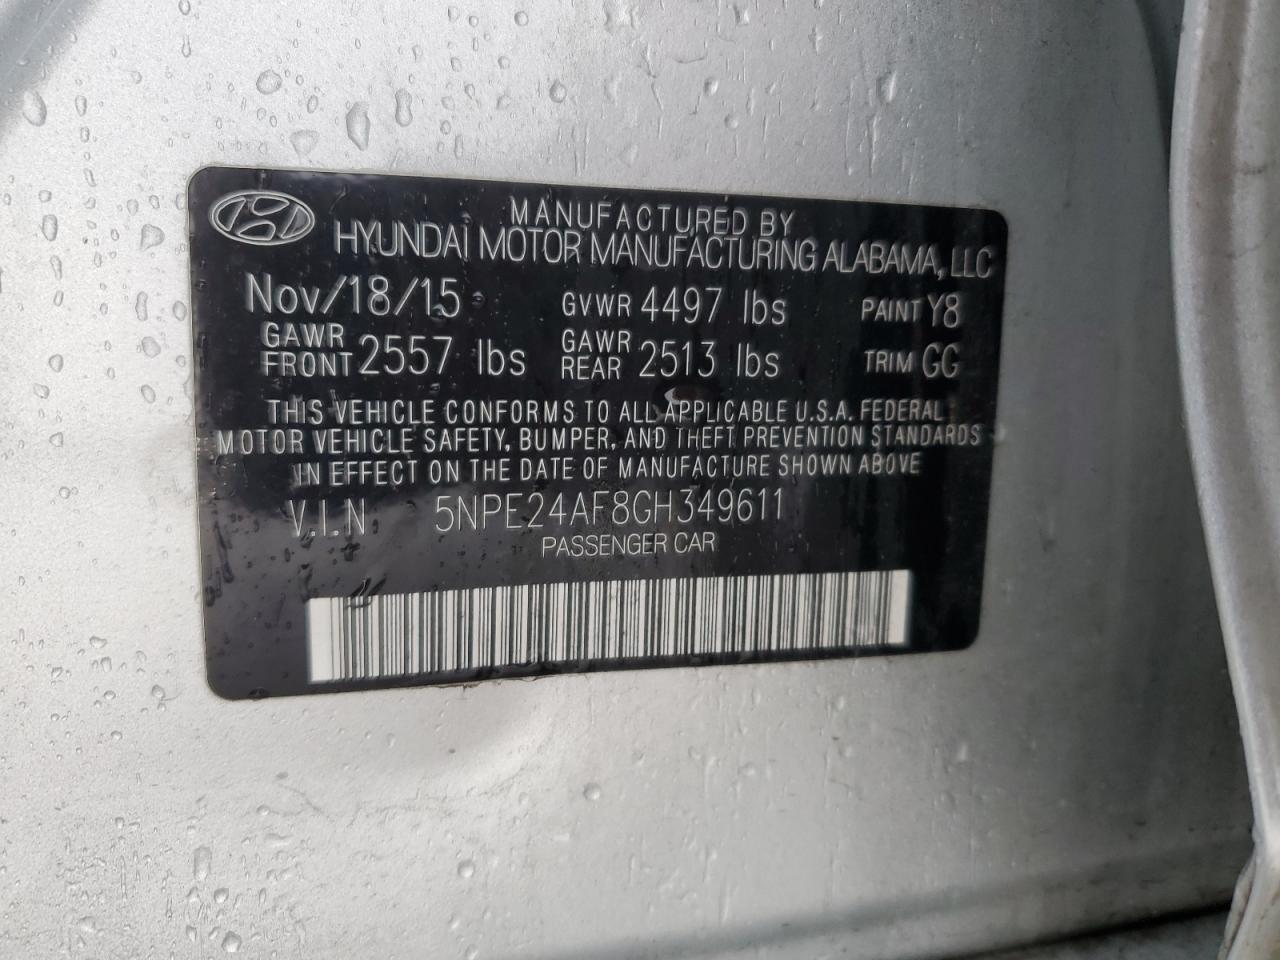 MANUFACTURED BY
HYUNDAI MOTOR MANUFACTURING ALABAMA, LLC
Nov/18/15 GVWR 4497 lbs PAINT Y8
GAWR FRONT 2557 lbs GAWR REAR 2513 lbs TRIM GG
THIS VEHICLE CONFORMS TO ALL APPLICABLE U.S.A. FEDERAL
MOTOR VEHICLE SAFETY, BUMPER, AND THEFT PREVENTION STANDARDS
IN EFFECT ON THE DATE OF MANUFACTURE SHOWN ABOVE
V.I.N 5NPE24AF8GH349611
PASSENGER CAR